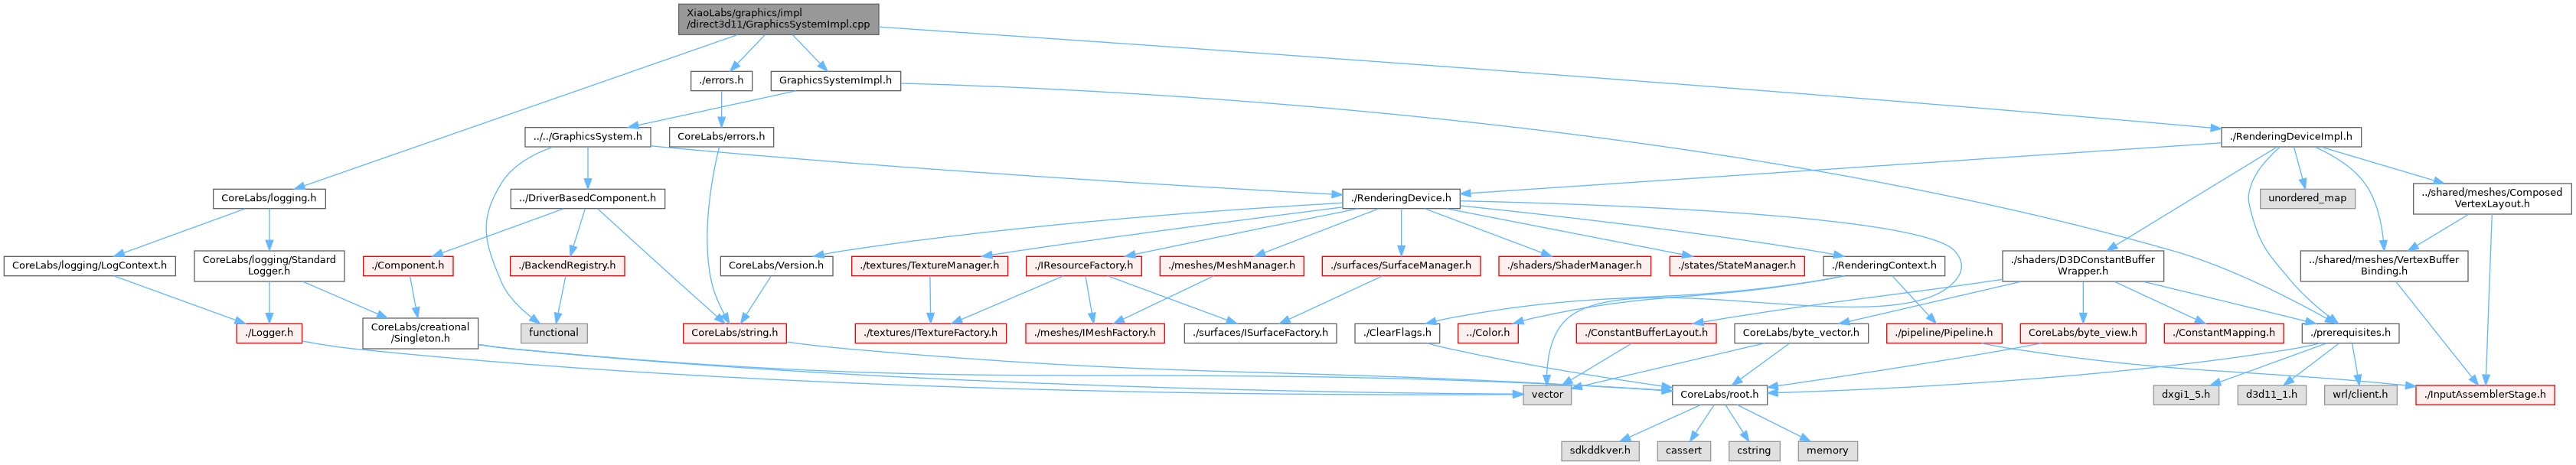 XiaoLabs/graphics/impl
/direct3d11/GraphicsSystemImpl.cpp
./errors.h
GraphicsSystemImpl.h
../../GraphicsSystem.h
CoreLabs/errors.h
./RenderingDeviceImpl.h
CoreLabs/logging.h
../DriverBasedComponent.h
./RenderingDevice.h
unordered_map
../shared/meshes/Composed
VertexLayout.h
CoreLabs/logging/LogContext.h
CoreLabs/logging/Standard
Logger.h
./Component.h
./BackendRegistry.h
CoreLabs/Version.h
./textures/TextureManager.h
./IResourceFactory.h
./meshes/MeshManager.h
./surfaces/SurfaceManager.h
./shaders/ShaderManager.h
./states/StateManager.h
./RenderingContext.h
./shaders/D3DConstantBuffer
Wrapper.h
../shared/meshes/VertexBuffer
Binding.h
./Logger.h
CoreLabs/creational
/Singleton.h
functional
CoreLabs/string.h
./textures/ITextureFactory.h
./meshes/IMeshFactory.h
./surfaces/ISurfaceFactory.h
./ClearFlags.h
../Color.h
./ConstantBufferLayout.h
CoreLabs/byte_vector.h
./pipeline/Pipeline.h
CoreLabs/byte_view.h
./ConstantMapping.h
./prerequisites.h
vector
CoreLabs/root.h
dxgi1_5.h
d3d11_1.h
wrl/client.h
./InputAssemblerStage.h
sdkddkver.h
cassert
cstring
memory